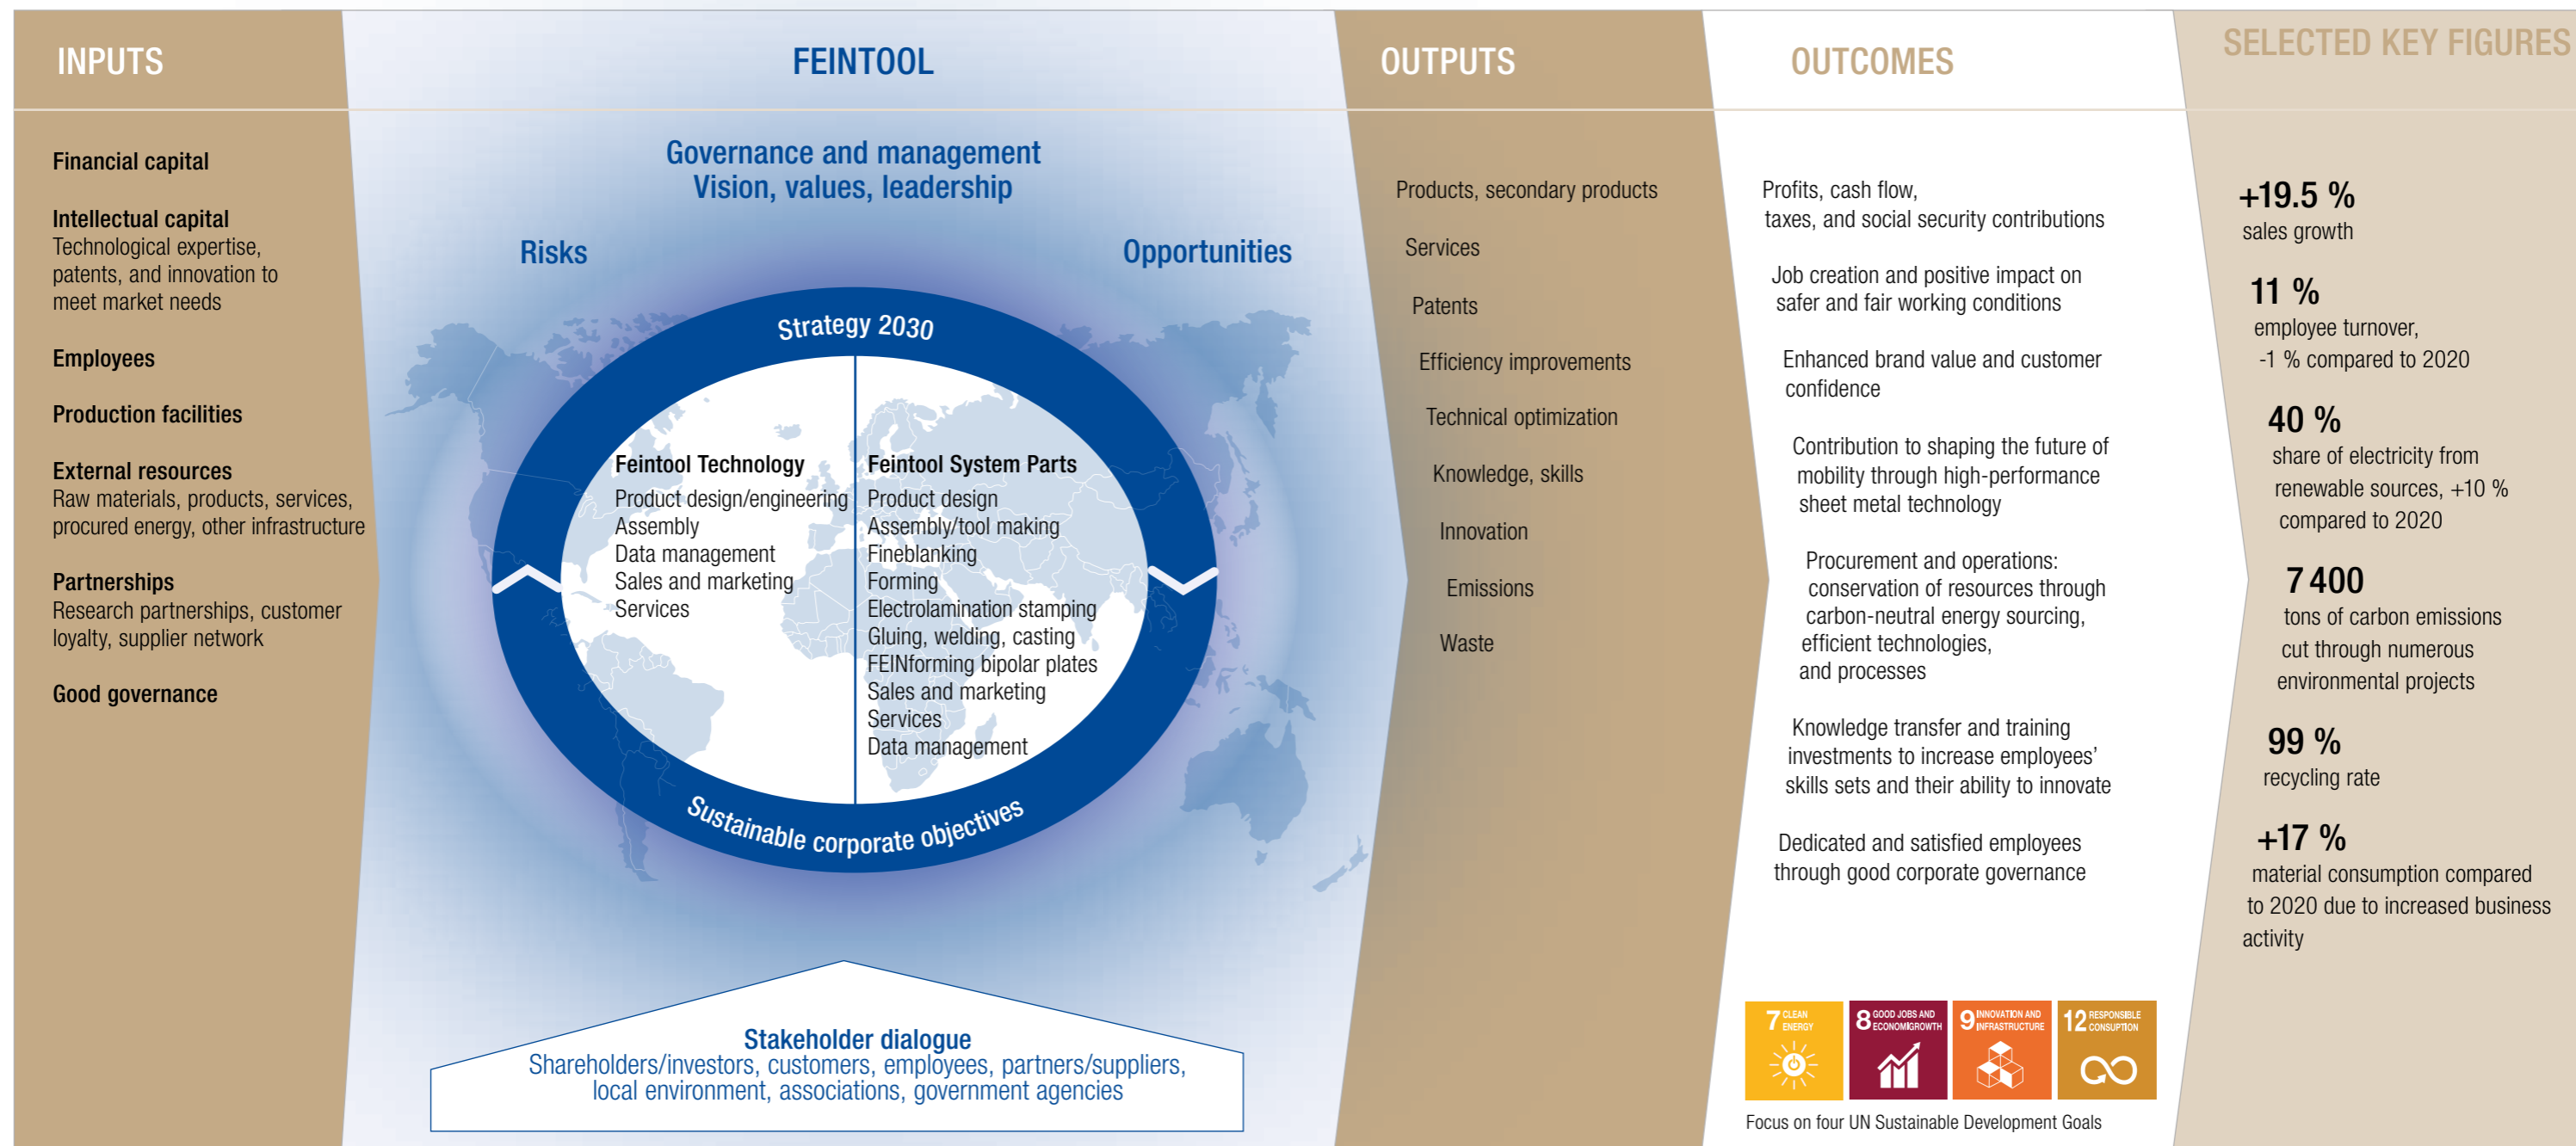 INPUTS
Financial capital
Intellectual capital
Technological expertise,
patents, and innovation to
meet market needs
Employees
Production facilities
External resources
Raw materials, products, services,
procured energy, other infrastructure
Partnerships
Research partnerships, customer
loyalty, supplier network
Good governance
FEINTOOL
Governance and management
Vision, values, leadership
Risks
Opportunities
Strategy 2030
Feintool Technology
Product design/engineering
Assembly
Data management
Sales and marketing
Services
Feintool System Parts
Product design
Assembly/tool making
Fineblanking
Forming
Electrolamination stamping
Gluing, welding, casting
FEINforming bipolar plates
Sales and marketing
Services
Data management
Sustainable corporate objectives
Stakeholder dialogue
Shareholders/investors, customers, employees, partners/suppliers,
local environment, associations, government agencies
OUTPUTS
Products, secondary products
Services
Patents
Efficiency improvements
Technical optimization
Knowledge, skills
Innovation
Emissions
Waste
OUTCOMES
Profits, cash flow,
taxes, and social security contributions
Job creation and positive impact on
safer and fair working conditions
Enhanced brand value and customer
confidence
Contribution to shaping the future of
mobility through high-performance
sheet metal technology
Procurement and operations:
conservation of resources through
carbon-neutral energy sourcing,
efficient technologies,
and processes
Knowledge transfer and training
investments to increase employees’
skills sets and their ability to innovate
Dedicated and satisfied employees
through good corporate governance
7 CLEAN
ENERGY
8 GOOD JOBS AND
ECONOMIGROWTH
9 INNOVATION AND
INFRASTRUCTURE
12 RESPONSIBLE
CONSUPTION
Focus on four UN Sustainable Development Goals
SELECTED KEY FIGURES
+19.5 %
sales growth
11 %
employee turnover,
-1 % compared to 2020
40 %
share of electricity from
renewable sources, +10 %
compared to 2020
7 400
tons of carbon emissions
cut through numerous
environmental projects
99 %
recycling rate
+17 %
material consumption compared
to 2020 due to increased business
activity